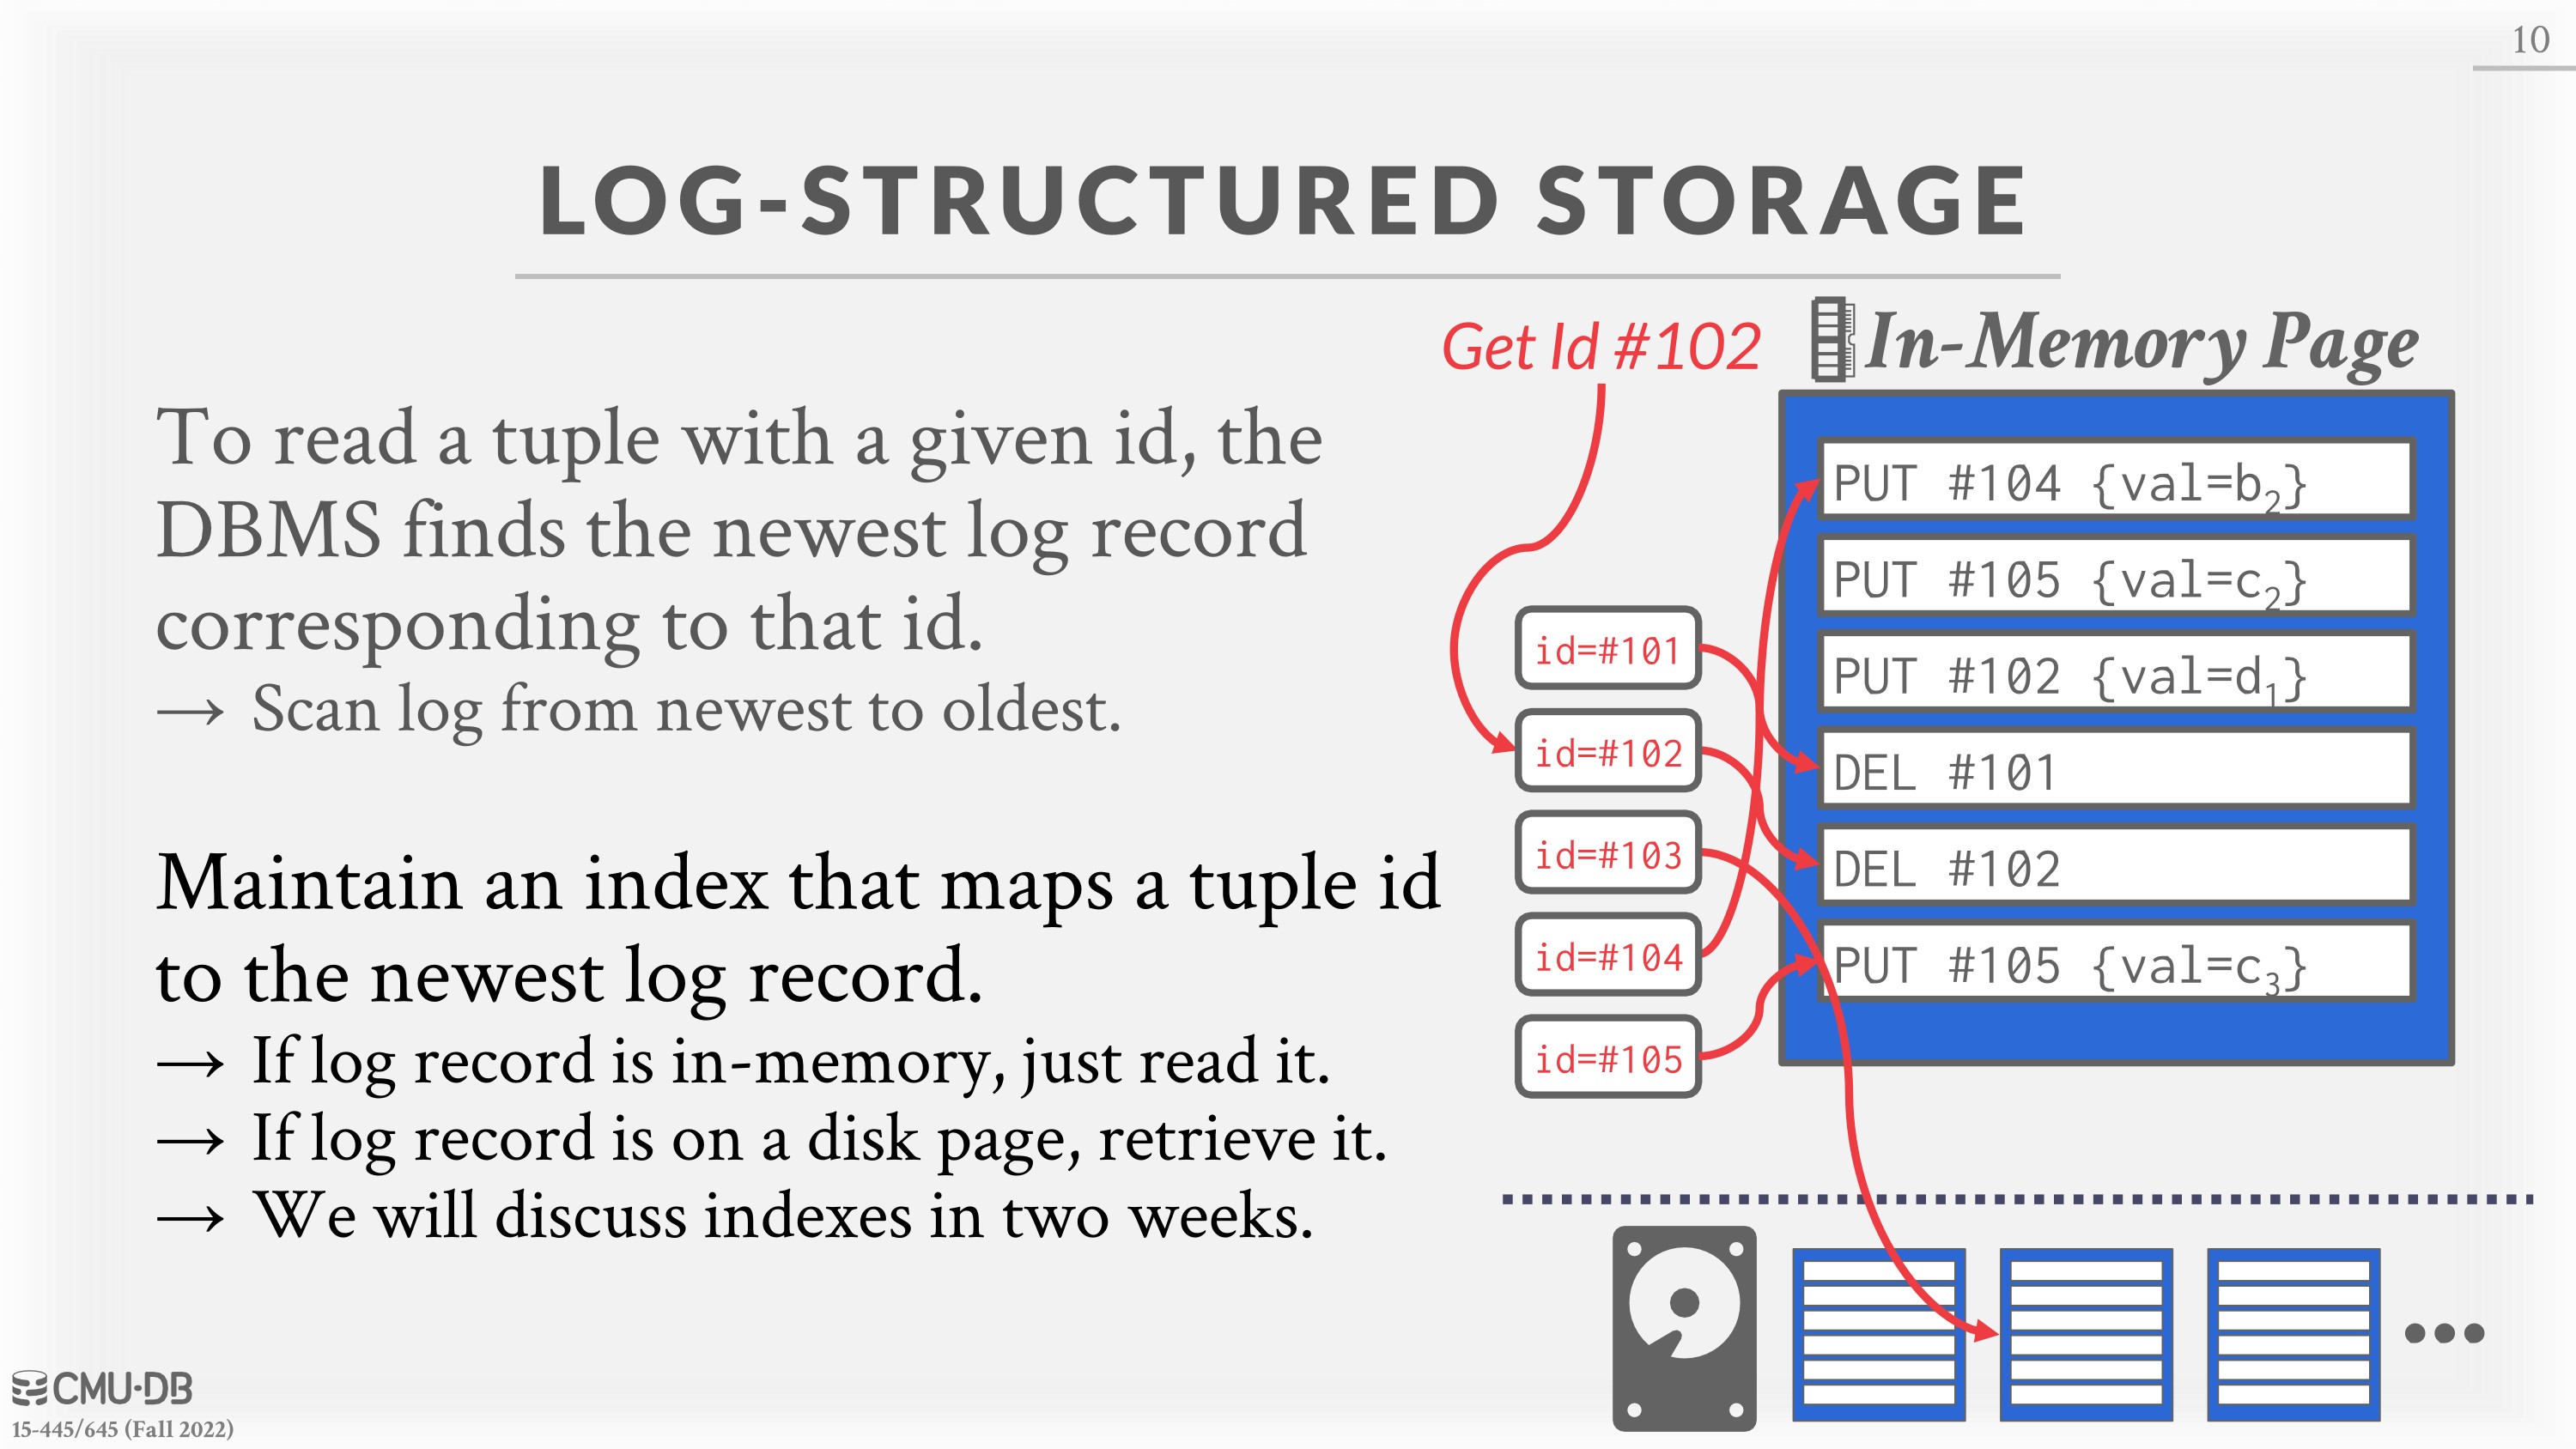 10
LOG-STRUCTURED STORAGE
To read a tuple with a given id, the
DBMS finds the newest log record
corresponding to that id.
→ Scan log from newest to oldest.
Maintain an index that maps a tuple id
to the newest log record.
→ If log record is in-memory, just read it.
→ If log record is on a disk page, retrieve it.
→ We will discuss indexes in two weeks.
Get Id #102
In-Memory Page
id=#101
id=#102
id=#103
id=#104
id=#105
PUT #104 {val=b₂}
PUT #105 {val=c₂}
PUT #102 {val=d₁}
DEL #101
DEL #102
PUT #105 {val=c₃}
CMU·DB
15-445/645 (Fall 2022)